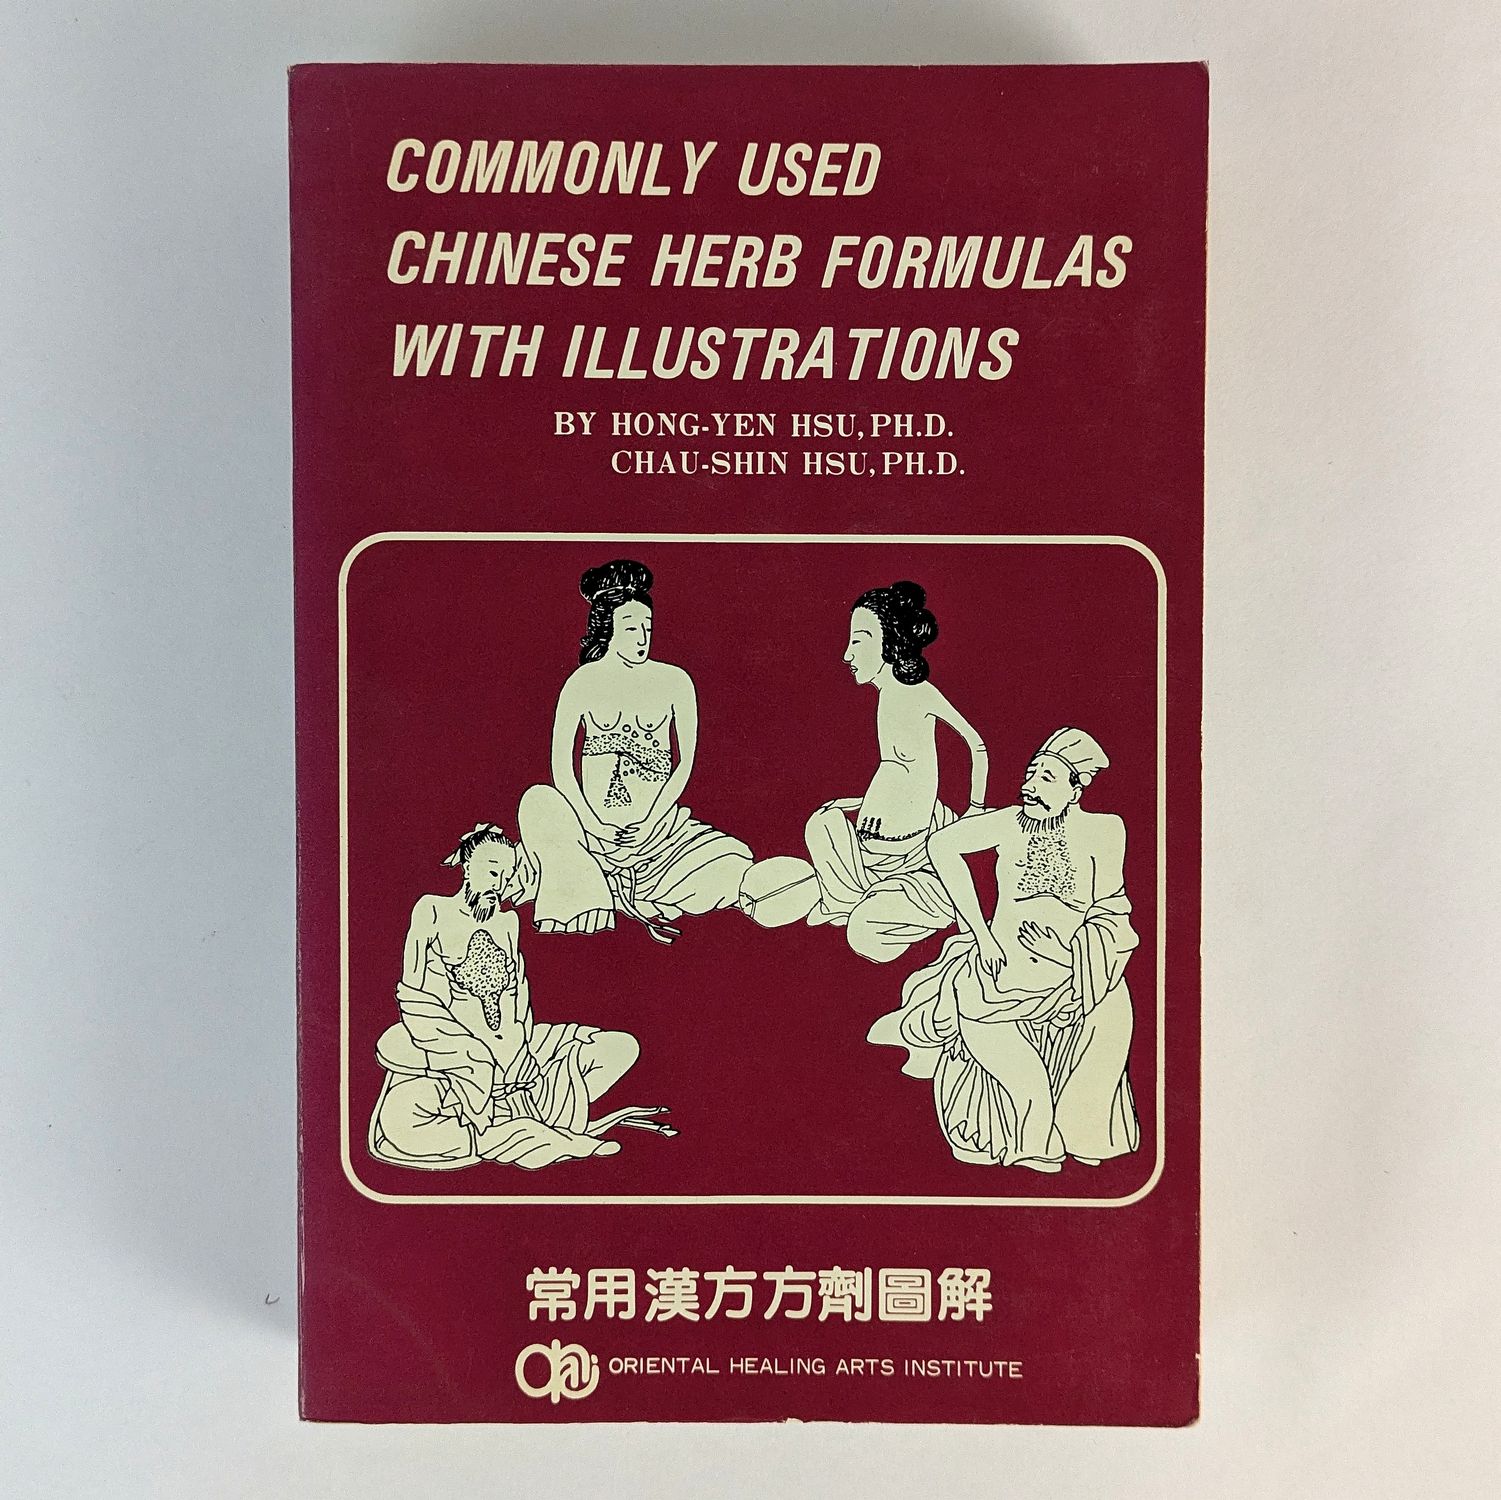 COMMONLY USED
CHINESE HERB FORMULAS
WITH ILLUSTRATIONS
BY HONG-YEN HSU, PH.D.
CHAU-SHIN HSU, PH.D.
常用漢方方劑圖解
ohai ORIENTAL HEALING ARTS INSTITUTE